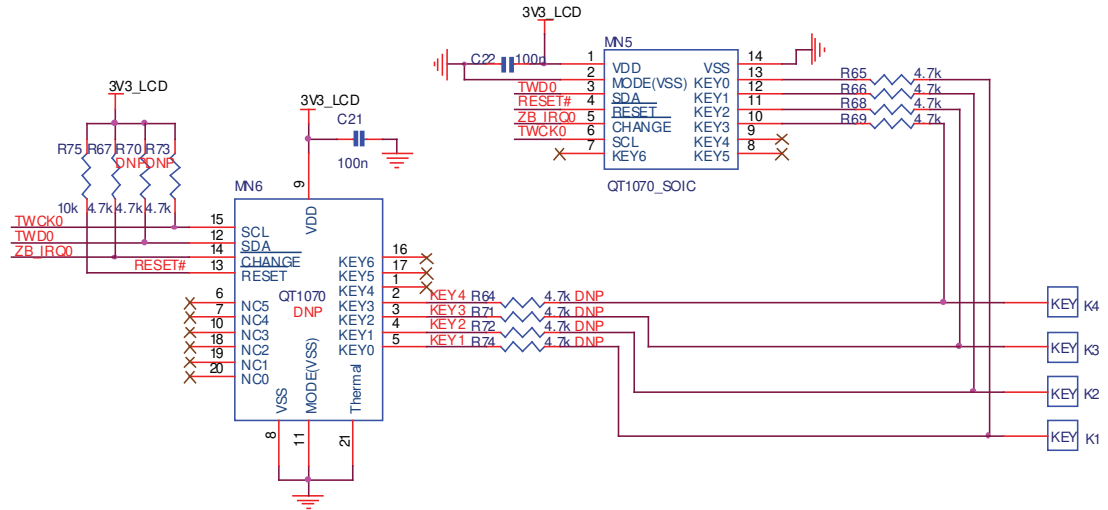 3V3_LCD
MN5
C22 100n
1 VDD VSS 14
2 MODE(VSS) KEY0 13 R65 4.7k
TWD0 3 SDA KEY1 12 R66 4.7k
RESET# 4 RESET KEY2 11 R68 4.7k
ZB_IRQ0 5 CHANGE KEY3 10 R69 4.7k
TWCK0 6 SCL KEY4 9
7 KEY6 KEY5 8
QT1070_SOIC
3V3_LCD
3V3_LCD
C21
100n
R75 R67 R70 R73
DNP DNP
10k 4.7k 4.7k 4.7k
MN6
9
VDD
TWCK0 15 SCL
TWD0 12 SDA
ZB_IRQ0 14 CHANGE
RESET# 13 RESET
KEY6 16
KEY5 17
KEY4 1
QT1070
DNP
6 NC5
7 NC4
10 NC3
18 NC2
19 NC1
20 NC0
KEY3 2 KEY4 R64 4.7k DNP
KEY2 3 KEY3 R71 4.7k DNP
KEY1 4 KEY2 R72 4.7k DNP
KEY0 5 KEY1 R74 4.7k DNP
VSS MODE(VSS) Thermal
8 11 21
KEY K4
KEY K3
KEY K2
KEY K1